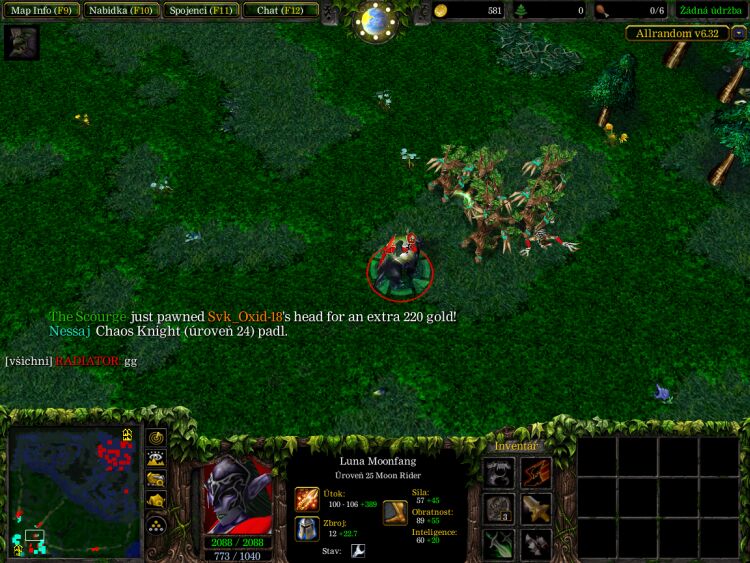 Map Info (F9) Nabidka (F10) Spojenci (F11) Chat (F12) 581 0 0/6 Žádná údržba
Allrandom v6.32
The Scourge just pawned Svk_Oxid-18's head for an extra 220 gold!
Nessaj Chaos Knight (úroveň 24) padl.
[všichni] RADIATOR: gg
Luna Moonfang
Úroveň 25 Moon Rider
Útok:
100 - 106 +389
Zbroj:
12 +22.7
Stav:
Síla:
57 +45
Obratnost:
89 +55
Inteligence:
60 +20
2088 / 2088
773 / 1040
Inventář
3